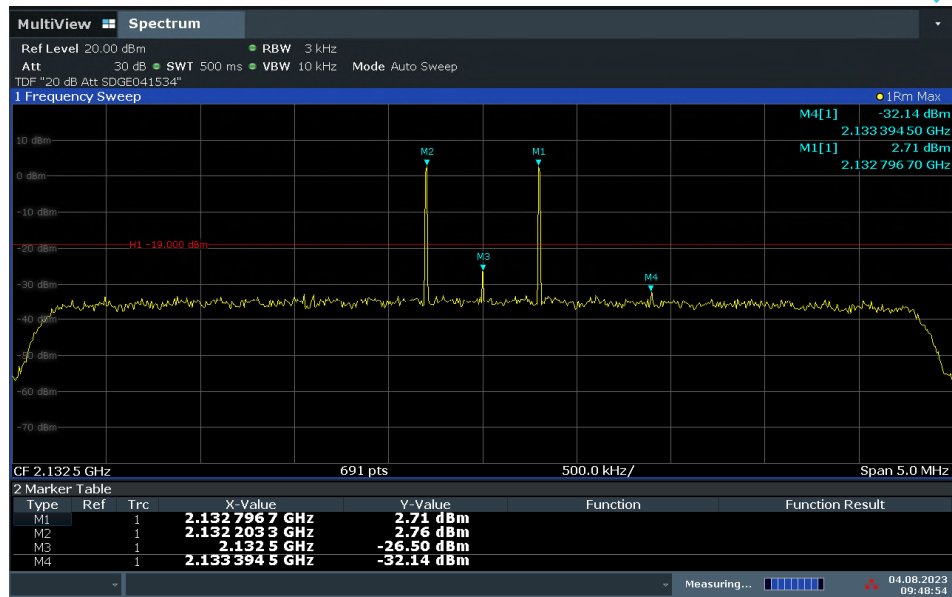 MultiView Spectrum
Ref Level 20.00 dBm RBW 3 kHz
Att 30 dB SWT 500 ms VBW 10 kHz Mode Auto Sweep
TDF "20 dB Att SDGE041534"
1 Frequency Sweep 1Rm Max
M4[1] -32.14 dBm
2.133 394 50 GHz
M1[1] 2.71 dBm
2.132 796 70 GHz
10 dBm
M2 M1
0 dBm
-10 dBm
H1 -19.000 dBm
-20 dBm
M3
M4
-30 dBm
-40 dBm
-50 dBm
-60 dBm
-70 dBm
CF 2.132 5 GHz 691 pts 500.0 kHz/ Span 5.0 MHz
2 Marker Table
Type Ref Trc X-Value Y-Value Function Function Result
M1 1 2.132 796 7 GHz 2.71 dBm
M2 1 2.132 203 3 GHz 2.76 dBm
M3 1 2.132 5 GHz -26.50 dBm
M4 1 2.133 394 5 GHz -32.14 dBm
Measuring... 04.08.2023
09:48:54